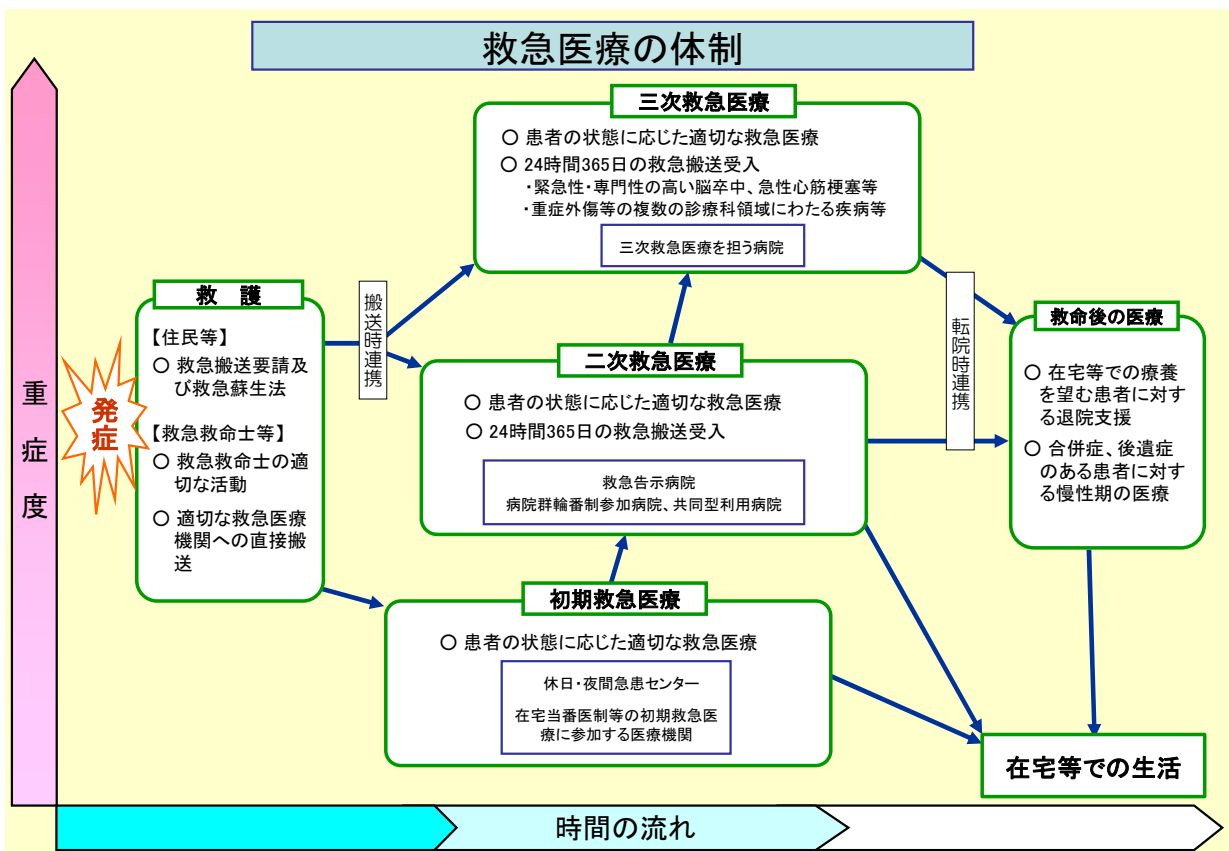 救急医療の体制
重症度
発症
救　護
【住民等】
○ 救急搬送要請及
び救急蘇生法
【救急救命士等】
○ 救急救命士の適
切な活動
○ 適切な救急医療
機関への直接搬
送
搬送時連携
三次救急医療
○ 患者の状態に応じた適切な救急医療
○ 24時間365日の救急搬送受入
・緊急性・専門性の高い脳卒中、急性心筋梗塞等
・重症外傷等の複数の診療科領域にわたる疾病等
三次救急医療を担う病院
二次救急医療
○ 患者の状態に応じた適切な救急医療
○ 24時間365日の救急搬送受入
救急告示病院
病院群輪番制参加病院、共同型利用病院
初期救急医療
○ 患者の状態に応じた適切な救急医療
休日・夜間急患センター
在宅当番医制等の初期救急医
療に参加する医療機関
転院時連携
救命後の医療
○ 在宅等での療養
を望む患者に対す
る退院支援
○ 合併症、後遺症
のある患者に対す
る慢性期の医療
在宅等での生活
時間の流れ